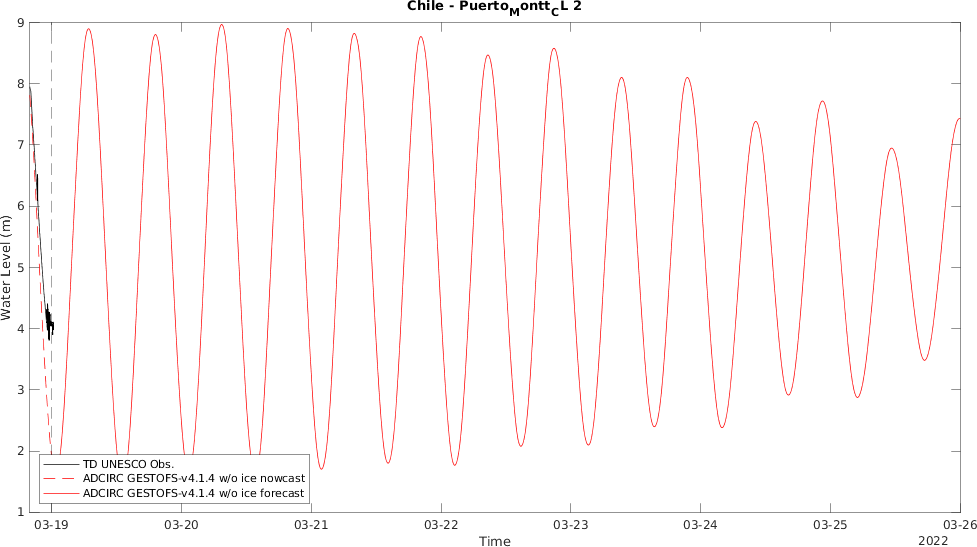 Chile - PuertoMonttCL 2
Water Level (m)
9
8
7
6
5
4
3
2
1
TD UNESCO Obs.
ADCIRC GESTOFS-v4.1.4 w/o ice nowcast
ADCIRC GESTOFS-v4.1.4 w/o ice forecast
03-19 03-20 03-21 03-22 03-23 03-24 03-25 03-26
Time
2022